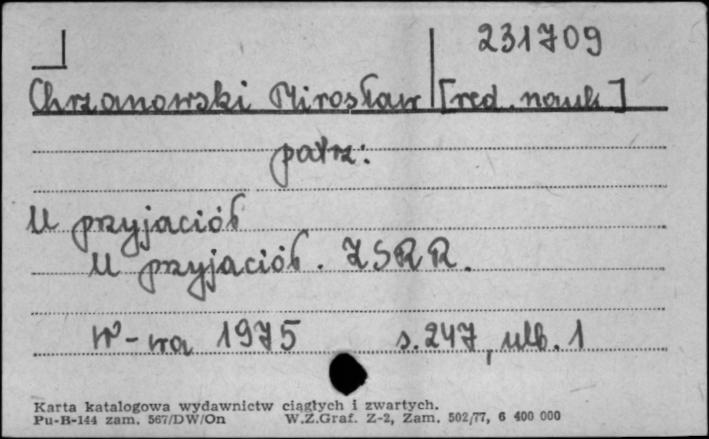 231709
Chrzanowski Mirosław [red. nauk]
patrz:
U przyjaciół
U przyjaciół. ZSRR.
W-wa 1975 s. 247, ulb. 1
Karta katalogowa wydawnictw ciągłych i zwartych.
Pu-B-144 zam. 567/DW/On W.Z.Graf. Z-2, Zam. 502/77, 6 400 000